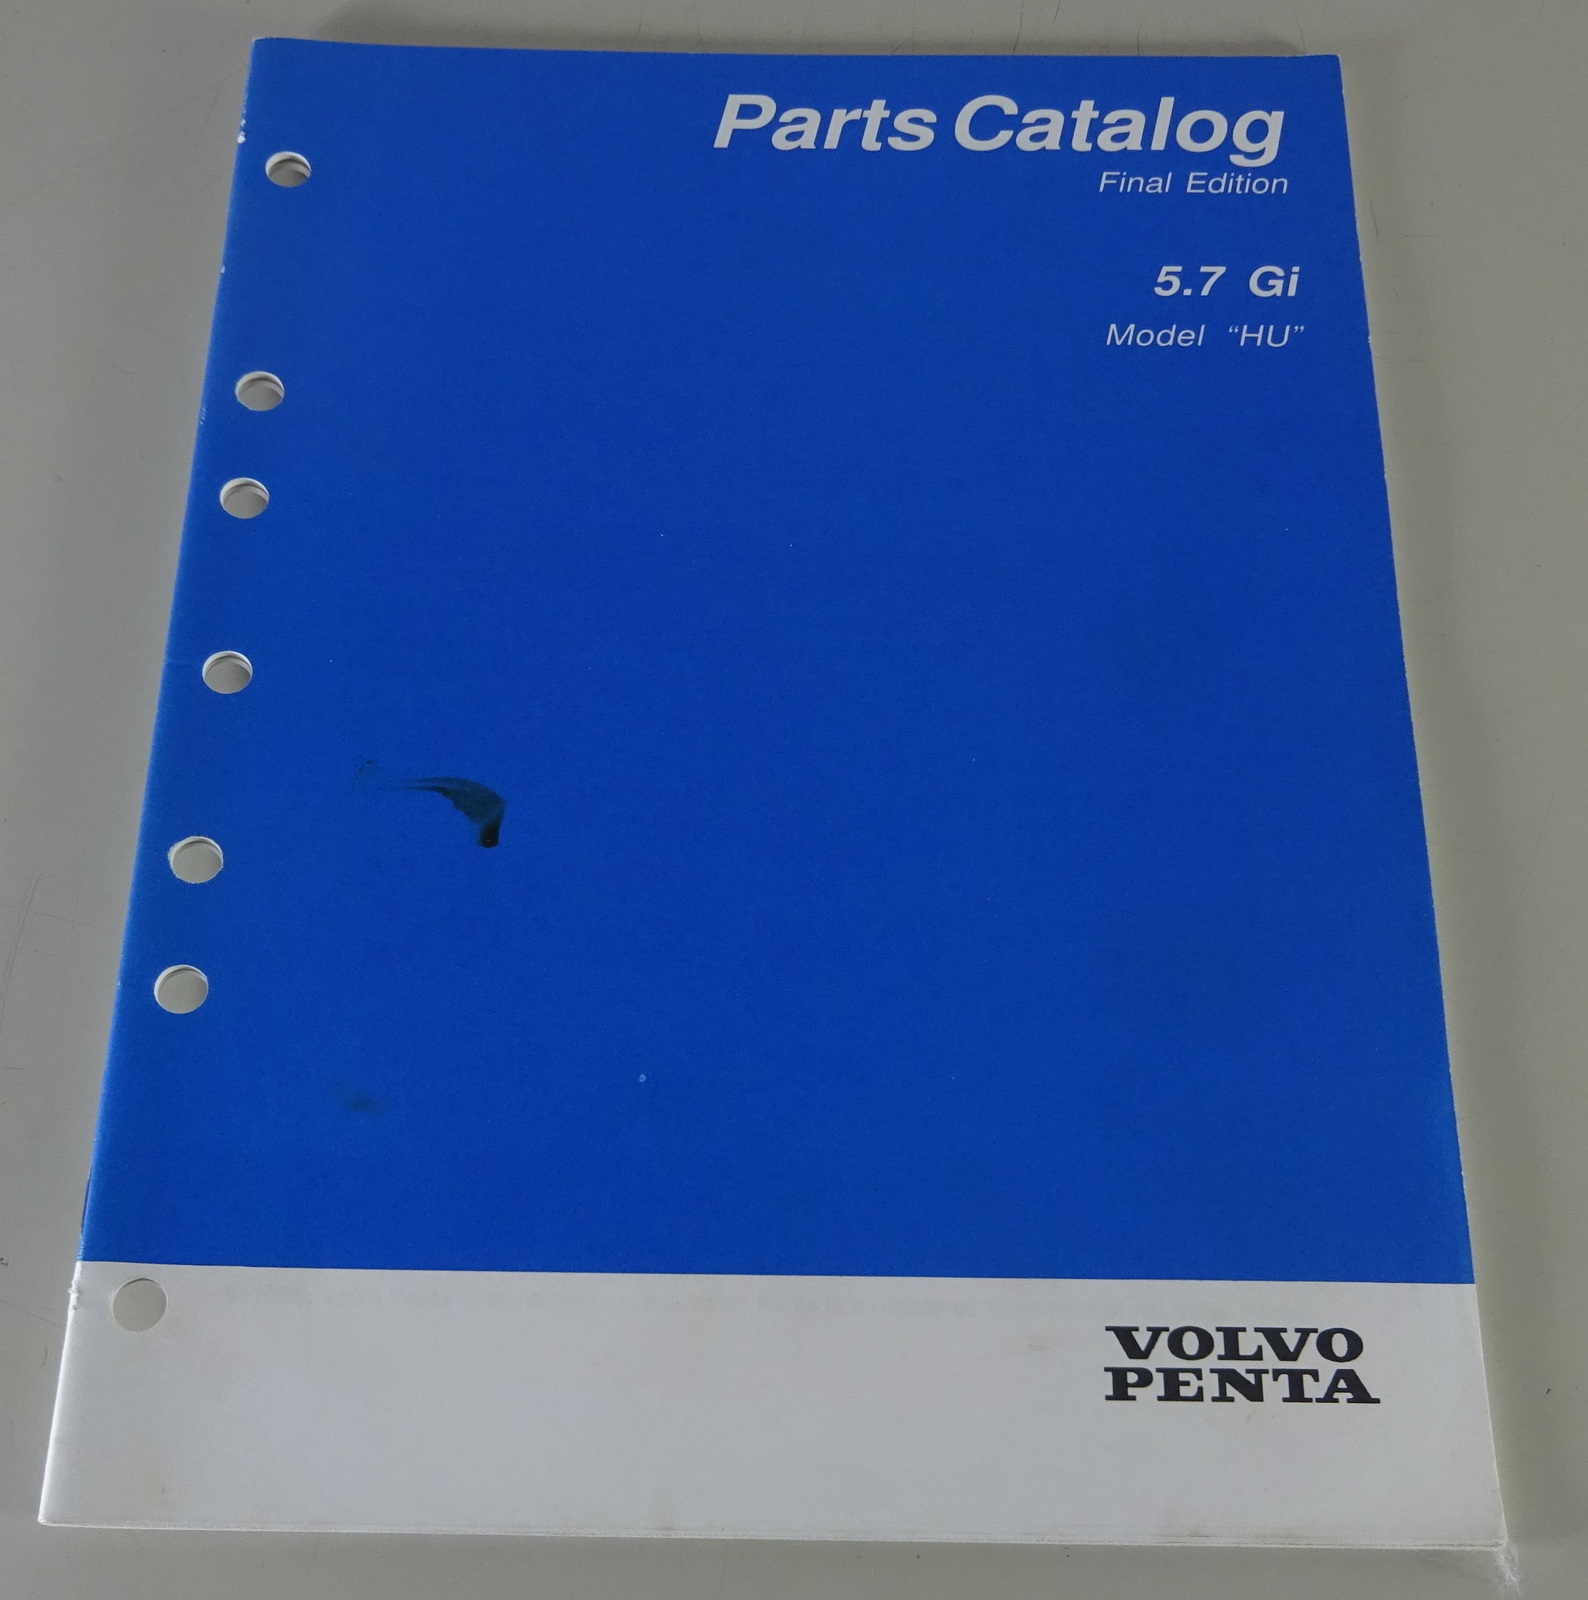 Parts Catalog
Final Edition
5.7 Gi
Model “HU”
VOLVO
PENTA